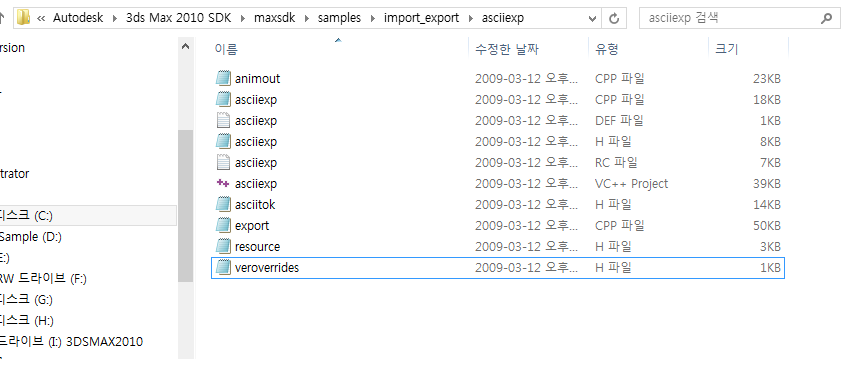 Autodesk ▸ 3ds Max 2010 SDK ▸ maxsdk ▸ samples ▸ import_export ▸ asciiexp
asciiexp 검색
이름 수정한 날짜 유형 크기
animout 2009-03-12 오후... CPP 파일 23KB
asciiexp 2009-03-12 오후... CPP 파일 18KB
asciiexp 2009-03-12 오후... DEF 파일 1KB
asciiexp 2009-03-12 오후... H 파일 8KB
asciiexp 2009-03-12 오후... RC 파일 7KB
asciiexp 2009-03-12 오후... VC++ Project 39KB
asciitok 2009-03-12 오후... H 파일 14KB
export 2009-03-12 오후... CPP 파일 50KB
resource 2009-03-12 오후... H 파일 3KB
veroverrides 2009-03-12 오후... H 파일 1KB
ersion
trator
디스크 (C:)
Sample (D:)
E:)
RW 드라이브 (F:)
디스크 (G:)
디스크 (H:)
드라이브 (I:) 3DSMAX2010